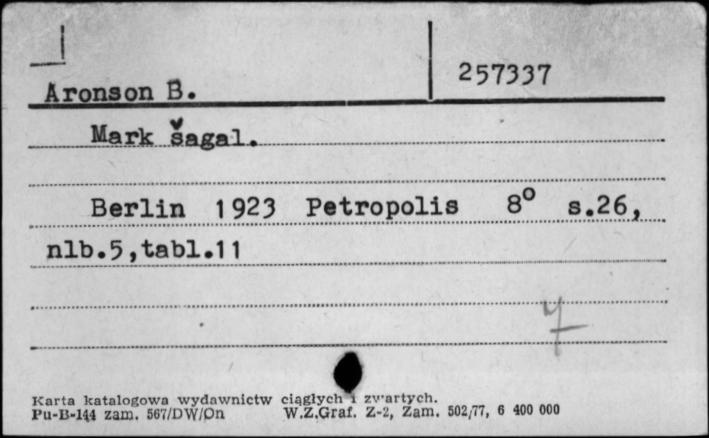 257337
Aronson B.
Mark Šagal.
Berlin 1923 Petropolis 8° s.26,
nlb.5,tabl.11
Karta katalogowa wydawnictw ciągłych i zwartych.
Pu-B-144 zam. 567/DW/Dn W.Z.Graf. Z-2, Zam. 502/77, 6 400 000